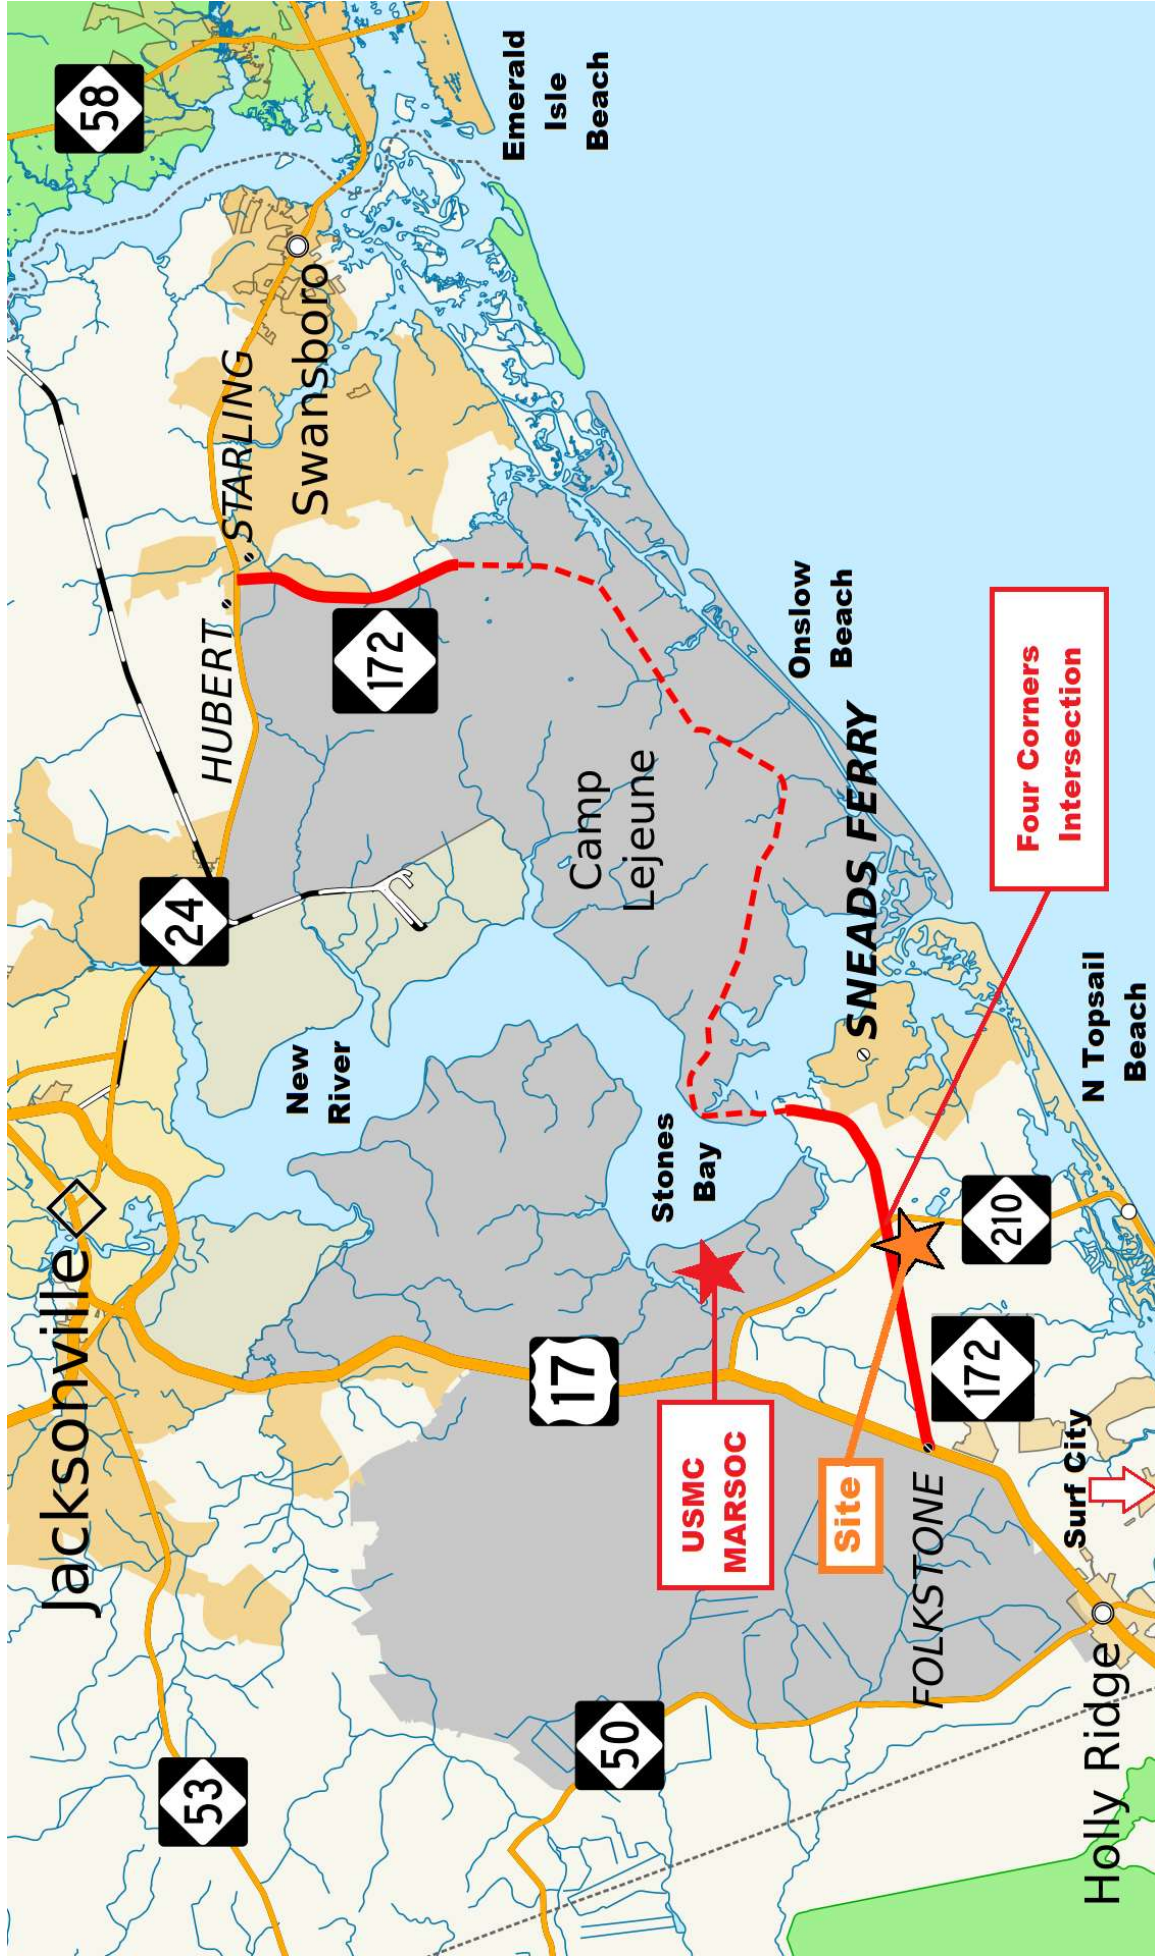 58
Emerald
Isle
Beach
STARLING
Swansboro
HUBERT
172
24
Camp
Lejeune
Onslow
Beach
SNEADS FERRY
Four Corners
Intersection
New
River
Stones
Bay
N Topsail
Beach
Jacksonville
17
210
USMC
MARSOC
Site
172
FOLKSTONE
Surf City
53
50
Holly Ridge